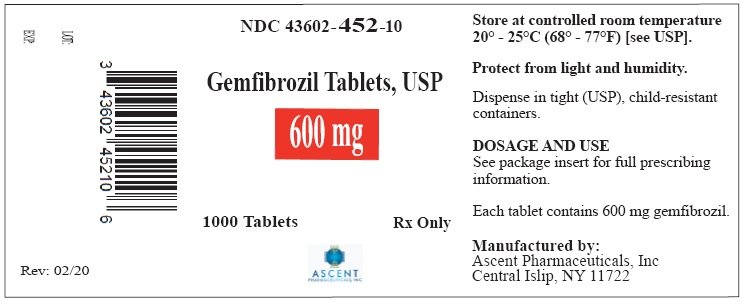 EXP:
LOT:
3 43602 45210 6
Rev: 02/20
NDC 43602-452-10
Gemfibrozil Tablets, USP
600 mg
1000 Tablets Rx Only
ASCENT
PHARMACEUTICALS, INC
Store at controlled room temperature
20° - 25°C (68° - 77°F) [see USP].
Protect from light and humidity.
Dispense in tight (USP), child-resistant
containers.
DOSAGE AND USE
See package insert for full prescribing
information.
Each tablet contains 600 mg gemfibrozil.
Manufactured by:
Ascent Pharmaceuticals, Inc
Central Islip, NY 11722